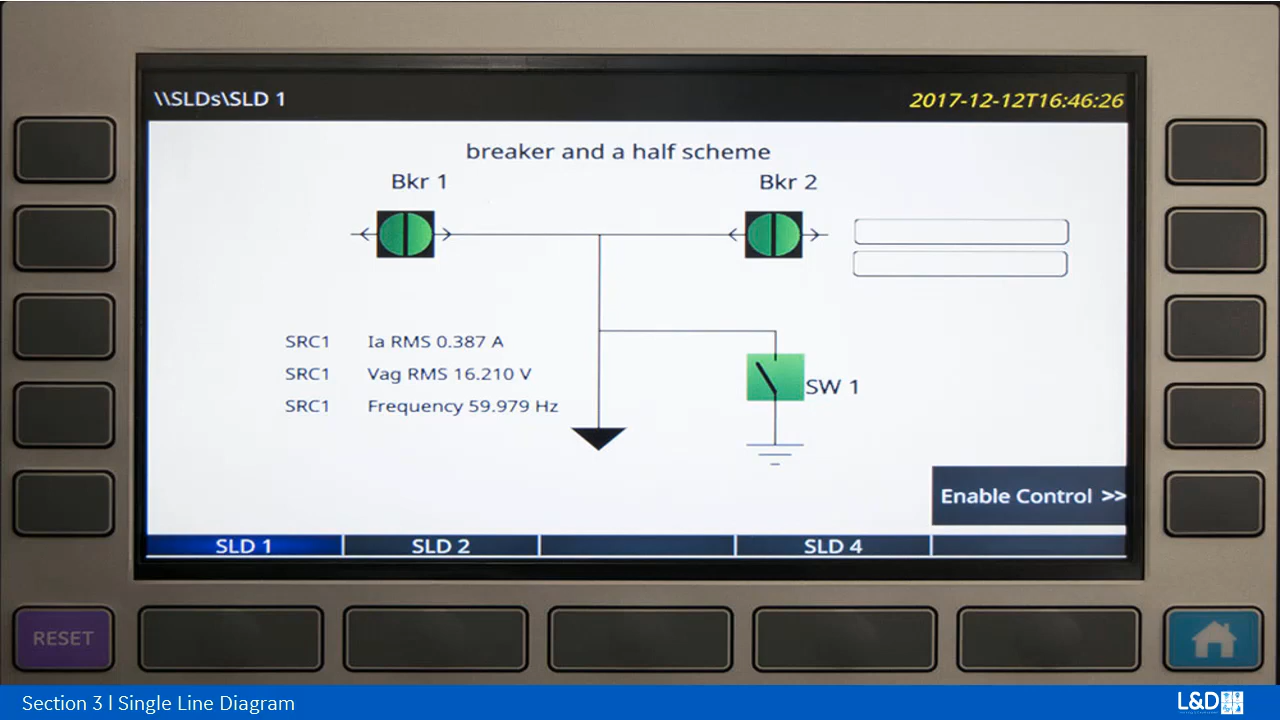 \\SLDs\SLD 1
2017-12-12T16:46:26
breaker and a half scheme
Bkr 1
Bkr 2
SRC1 Ia RMS 0.387 A
SRC1 Vag RMS 16.210 V
SRC1 Frequency 59.979 Hz
SW 1
Enable Control >>
SLD 1
SLD 2
SLD 4
RESET
Section 3 l Single Line Diagram
L&D